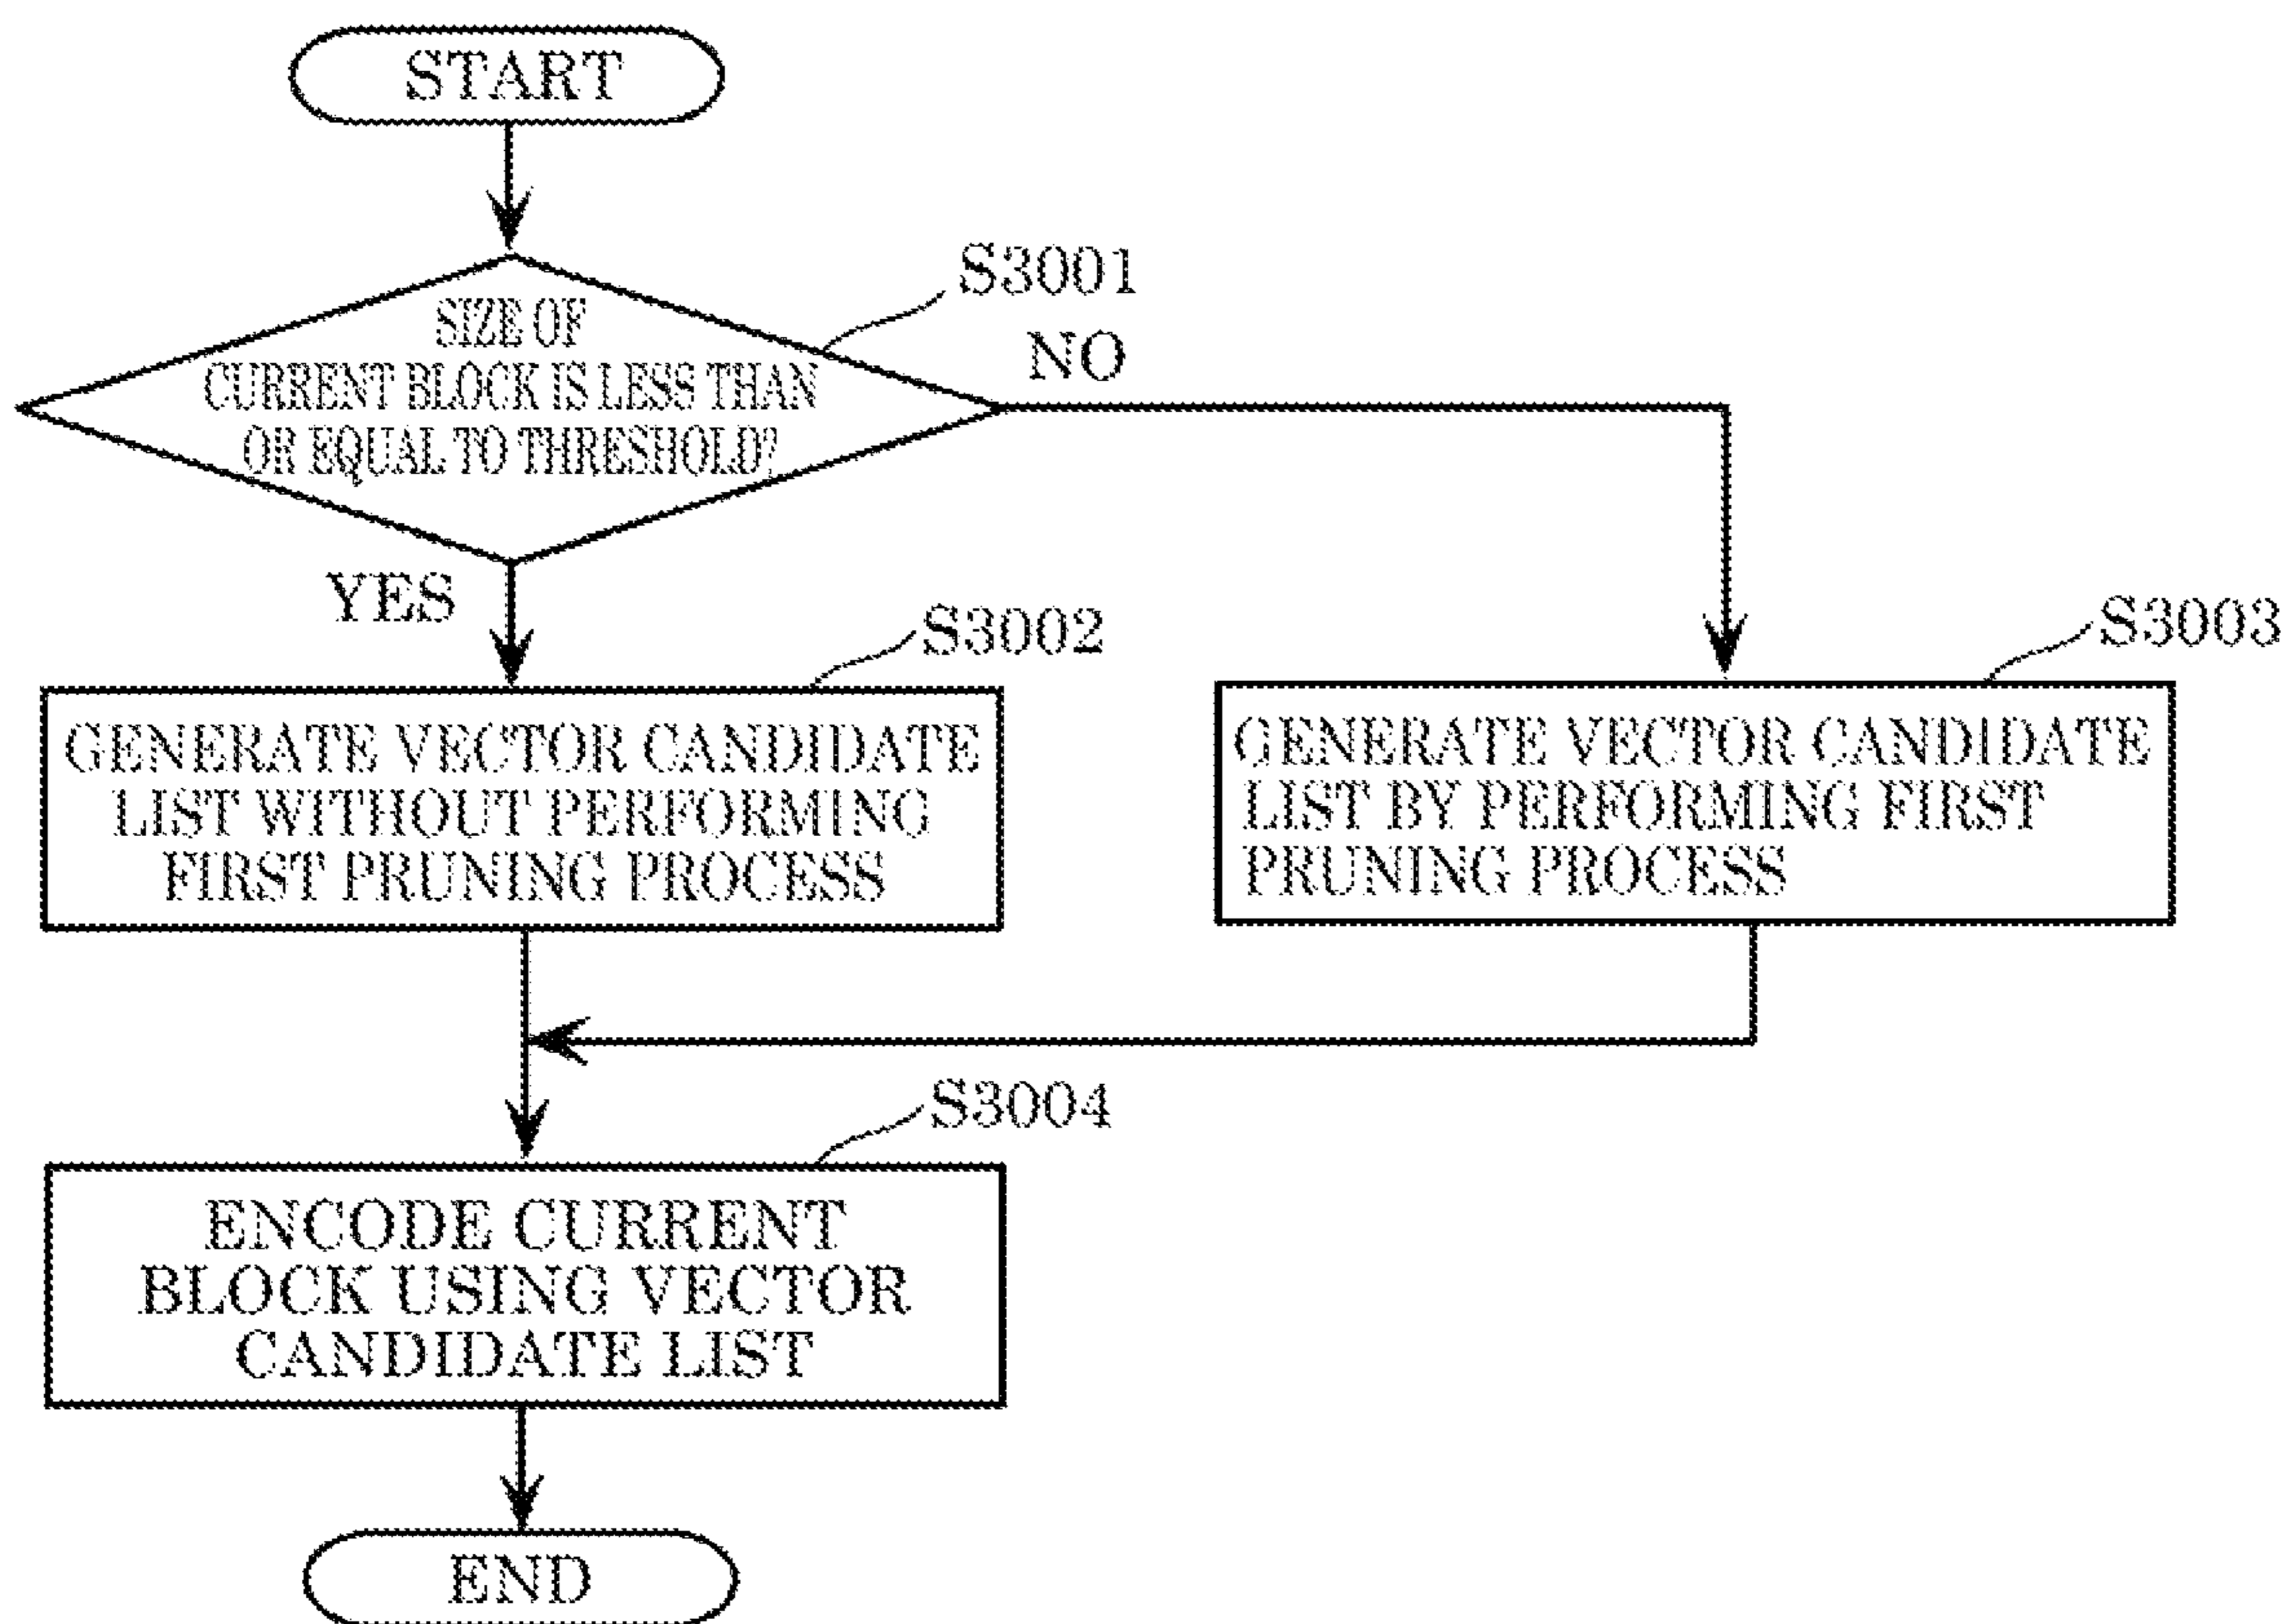 START
S3001
SIZE OF
CURRENT BLOCK IS LESS THAN
OR EQUAL TO THRESHOLD?
NO
YES
S3002
GENERATE VECTOR CANDIDATE
LIST WITHOUT PERFORMING
FIRST PRUNING PROCESS
S3003
GENERATE VECTOR CANDIDATE
LIST BY PERFORMING FIRST
PRUNING PROCESS
S3004
ENCODE CURRENT
BLOCK USING VECTOR
CANDIDATE LIST
END